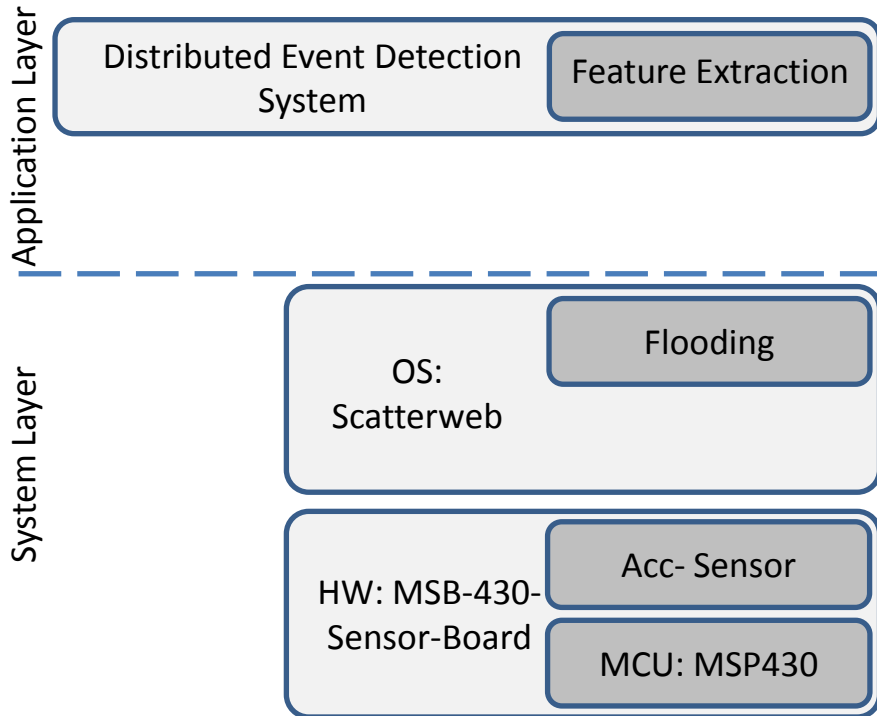 Application Layer
Distributed Event Detection
System
Feature Extraction
System Layer
OS:
Scatterweb
Flooding
HW: MSB-430-
Sensor-Board
Acc- Sensor
MCU: MSP430